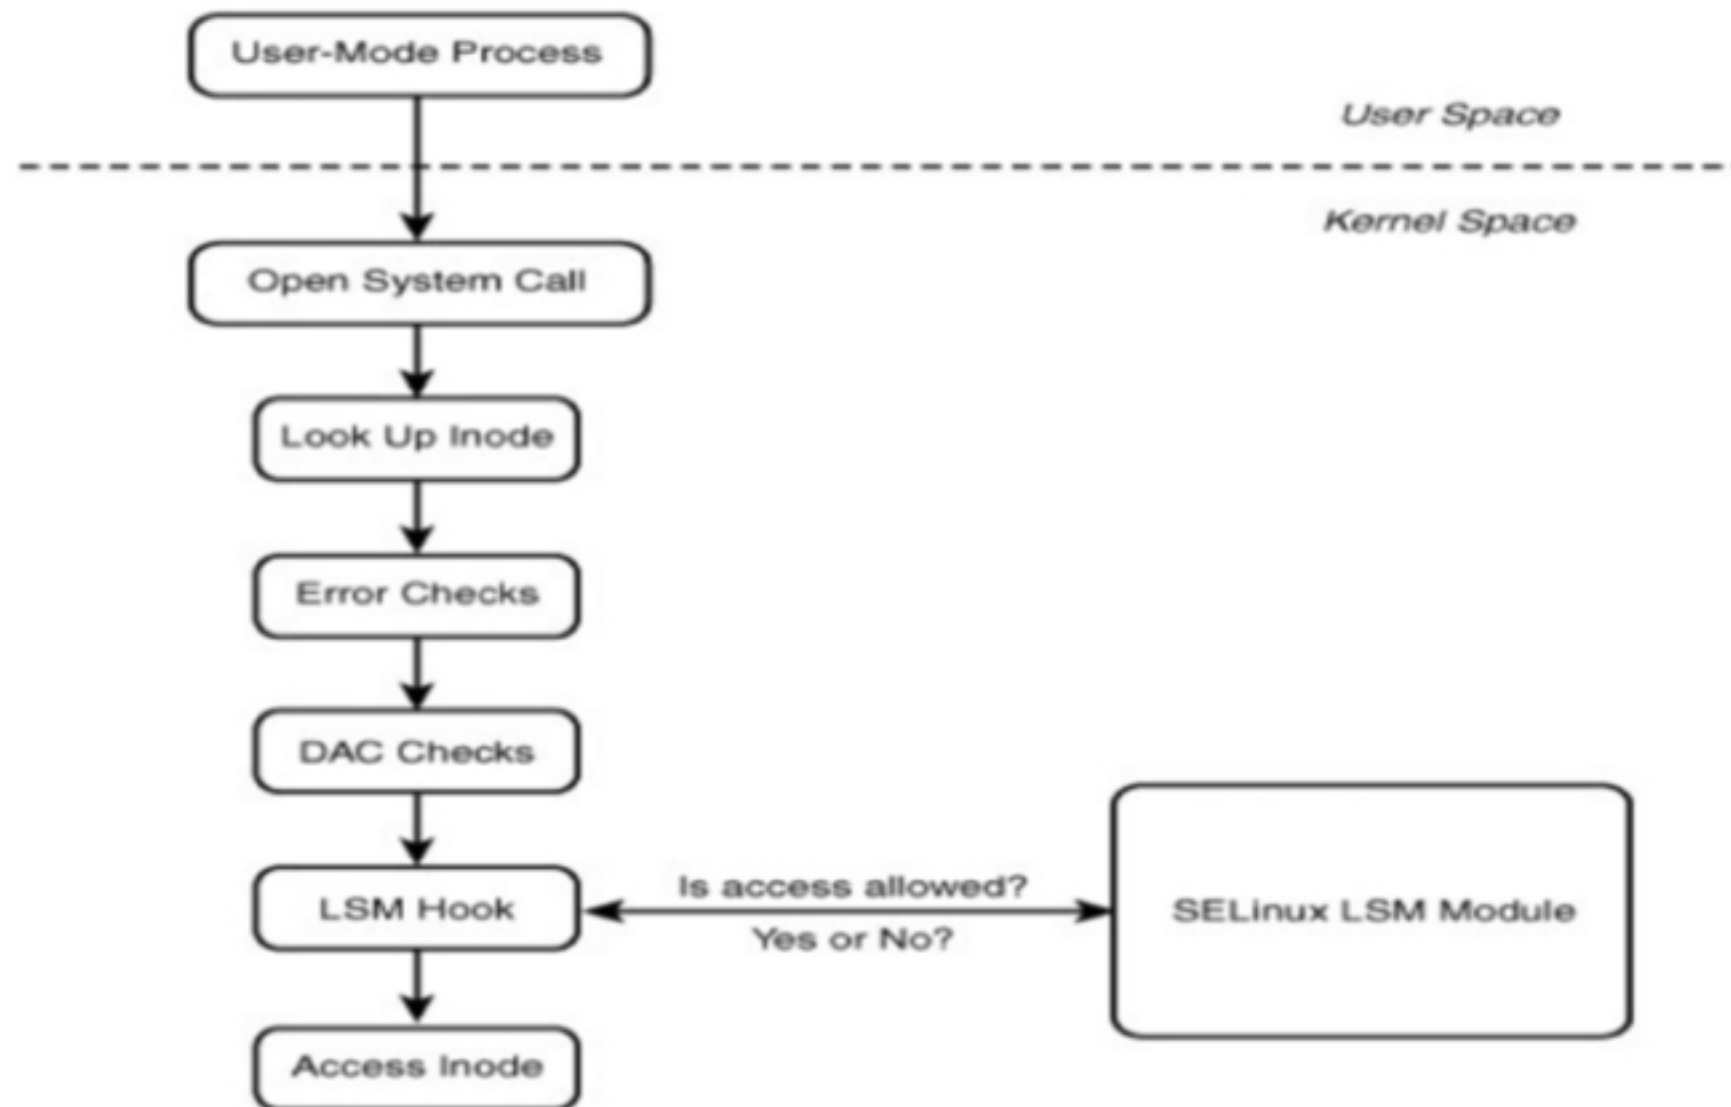 User-Mode Process
User Space
Kernel Space
Open System Call
Look Up Inode
Error Checks
DAC Checks
Is access allowed?
LSM Hook
SELinux LSM Module
Yes or No?
Access Inode